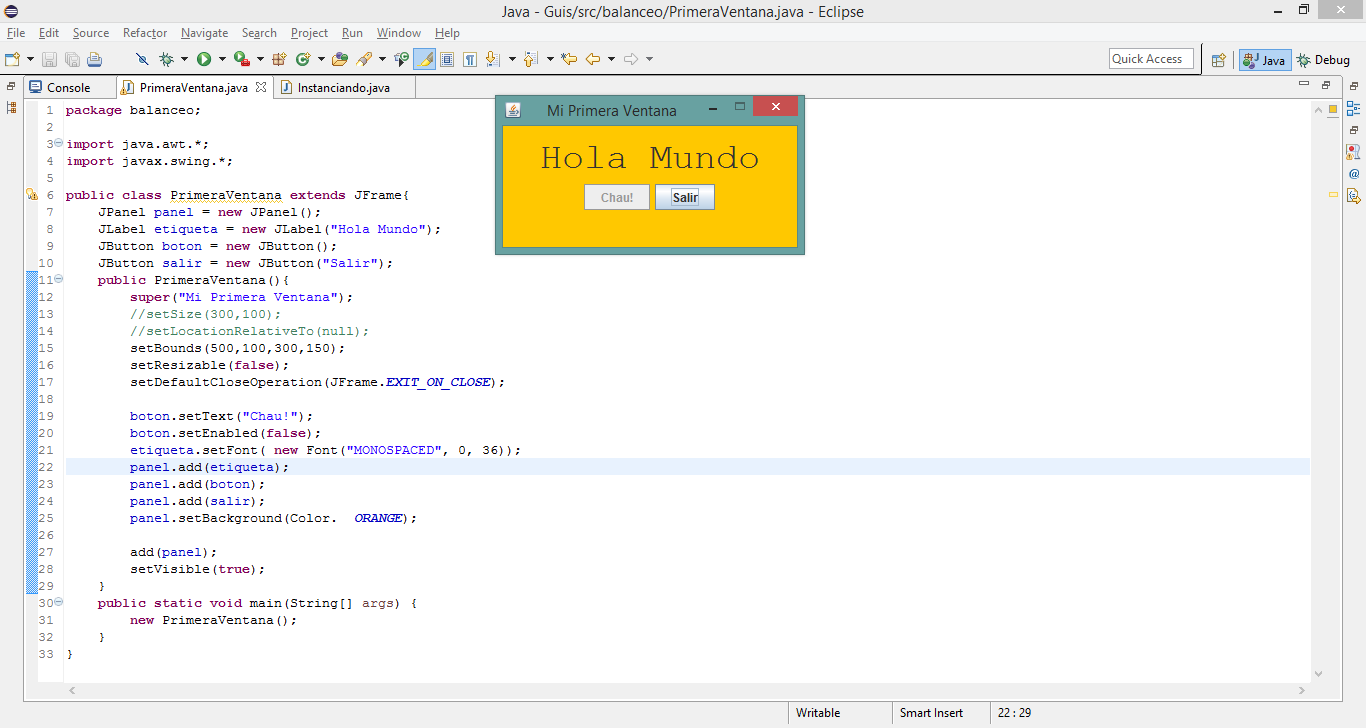 Java - Guis/src/balanceo/PrimeraVentana.java - Eclipse
File Edit Source Refactor Navigate Search Project Run Window Help
Quick Access Java Debug
Console PrimeraVentana.java Instanciando.java
1 package balanceo;
2
3 import java.awt.*;
4 import javax.swing.*;
5
6 public class PrimeraVentana extends JFrame{
7 JPanel panel = new JPanel();
8 JLabel etiqueta = new JLabel("Hola Mundo");
9 JButton boton = new JButton();
10 JButton salir = new JButton("Salir");
11 public PrimeraVentana(){
12 super("Mi Primera Ventana");
13 //setSize(300,100);
14 //setLocationRelativeTo(null);
15 setBounds(500,100,300,150);
16 setResizable(false);
17 setDefaultCloseOperation(JFrame.EXIT_ON_CLOSE);
18
19 boton.setText("Chau!");
20 boton.setEnabled(false);
21 etiqueta.setFont( new Font("MONOSPACED", 0, 36));
22 panel.add(etiqueta);
23 panel.add(boton);
24 panel.add(salir);
25 panel.setBackground(Color.  ORANGE);
26
27 add(panel);
28 setVisible(true);
29 }
30 public static void main(String[] args) {
31 new PrimeraVentana();
32 }
33 }
Mi Primera Ventana
Hola Mundo
Chau! Salir
Writable Smart Insert 22 : 29